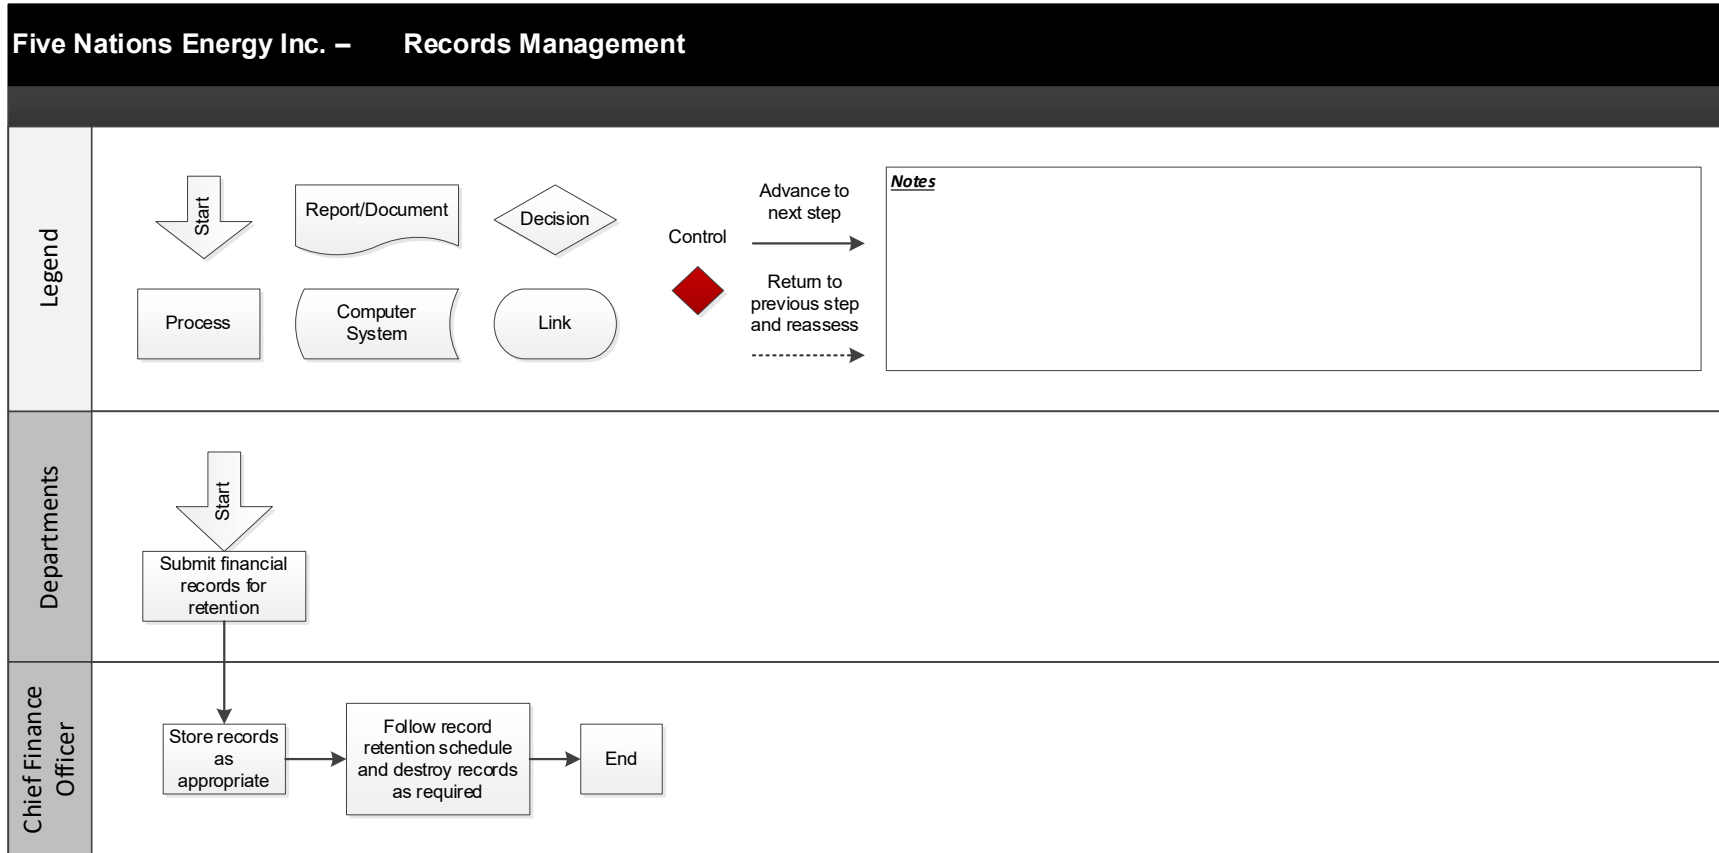 Five Nations Energy Inc. – Records Management
Legend
Start
Report/Document
Decision
Process
Computer
System
Link
Control
Advance to
next step
Return to
previous step
and reassess
Notes
Departments
Start
Submit financial
records for
retention
Chief Finance
Officer
Store records
as
appropriate
Follow record
retention schedule
and destroy records
as required
End